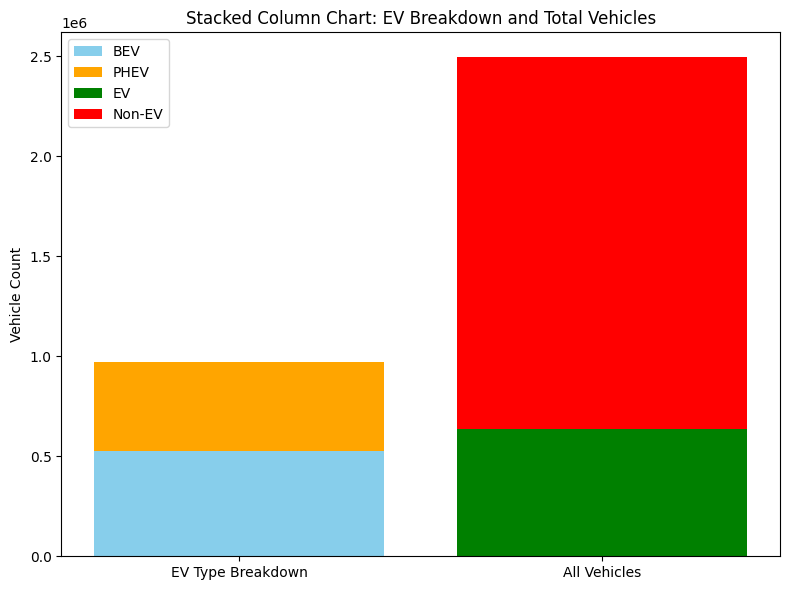 Stacked Column Chart: EV Breakdown and Total Vehicles
1e6
BEV
PHEV
EV
Non-EV
2.5
2.0
1.5
1.0
0.5
0.0
Vehicle Count
EV Type Breakdown
All Vehicles